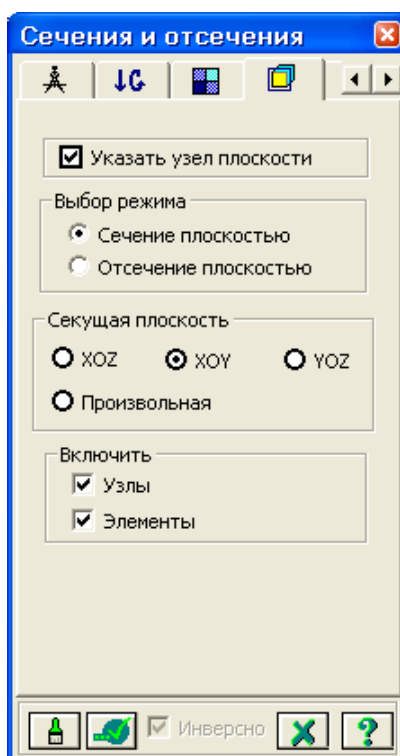 Сечения и отсечения
Указать узел плоскости
Выбор режима
Сечение плоскостью
Отсечение плоскостью
Секущая плоскость
XOZ XOY YOZ
Произвольная
Включить
Узлы
Элементы
Инверсно